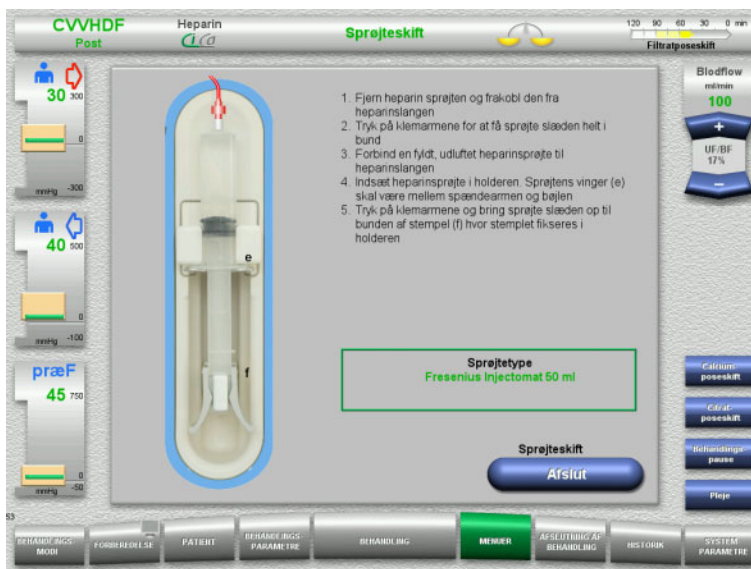 CVVHDF
Post
Heparin
CiCa
Sprøjteskift
120 90 60 30 0 min
Filtratposeskift
30
300
0
mmHg -300
40
500
0
mmHg -100
præF
45
750
0
mmHg -50
1. Fjern heparin sprøjten og frakobl den fra
heparinslangen
2. Tryk på klemarmene for at få sprøjte slæden helt i
bund
3. Forbind en fyldt, udluftet heparinsprøjte til
heparinslangen
4. Indsæt heparinsprøjte i holderen. Sprøjtens vinger (e)
skal være mellem spændearmen og bøjlen
5. Tryk på klemarmene og bring sprøjte slæden op til
bunden af stempel (f) hvor stemplet fikseres i
holderen
e
f
Sprøjtetype
Fresenius Injectomat 50 ml
Sprøjteskift
Afslut
Blodflow
ml/min
100
+
UF/BF
17%
−
Calcium-
poseskift
Citrat-
poseskift
Behandlings-
pause
Pleje
53
BEHANDLINGS-
MODI
FORBEREDELSE
PATIENT
BEHANDLINGS-
PARAMETRE
BEHANDLING
MENUER
AFSLUTNING AF
BEHANDLING
HISTORIK
SYSTEM
PARAMETRE